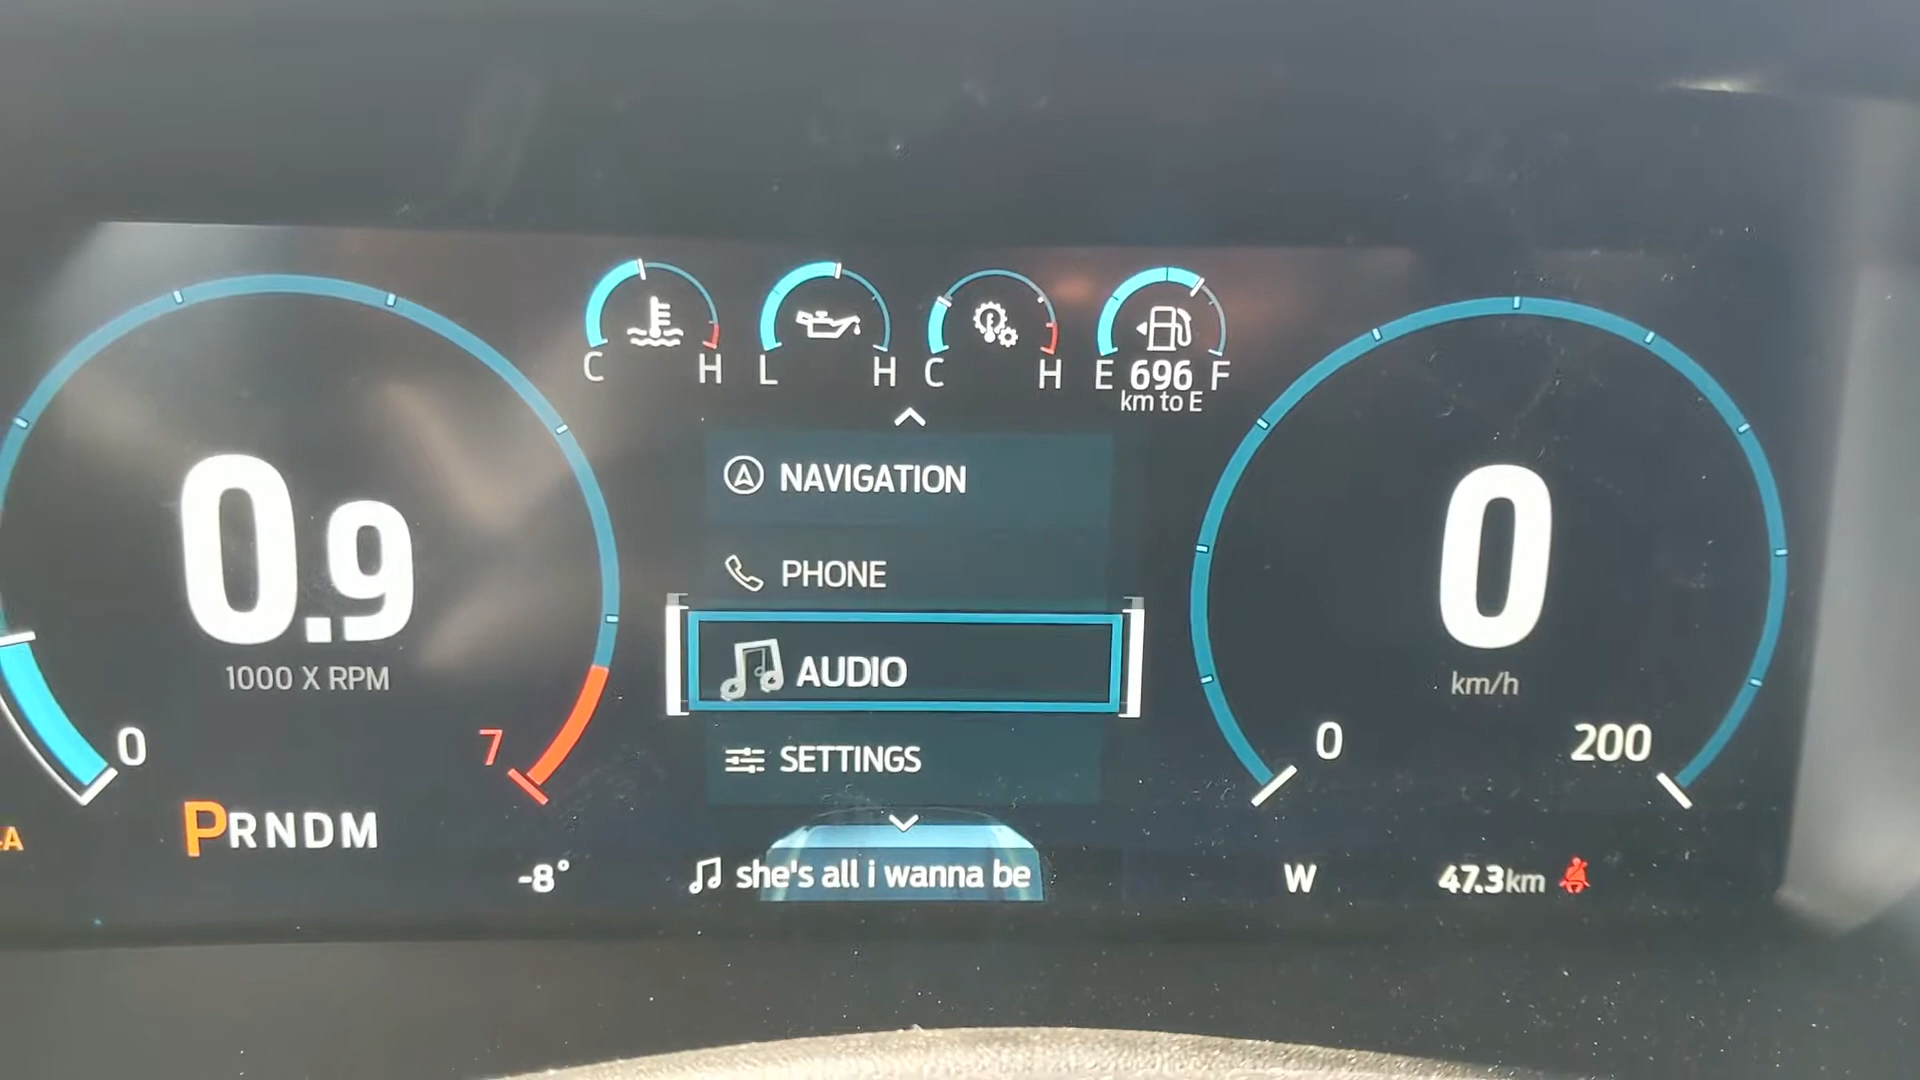 C H
L H
C H
E 696 F
km to E
NAVIGATION
PHONE
AUDIO
SETTINGS
0.9
1000 X RPM
0
7
PRNDM
A
-8°
she's all i wanna be
0
km/h
0
200
W
47.3km